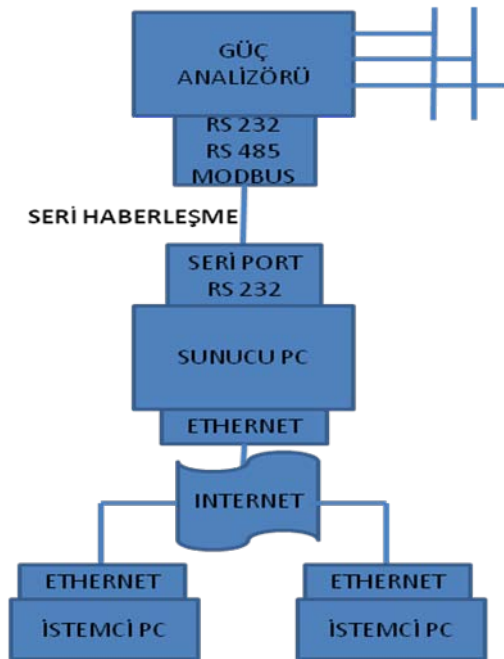 GÜÇ
ANALİZÖRÜ
RS 232
RS 485
MODBUS
SERİ HABERLEŞME
SERİ PORT
RS 232
SUNUCU PC
ETHERNET
INTERNET
ETHERNET
İSTEMCİ PC
ETHERNET
İSTEMCİ PC